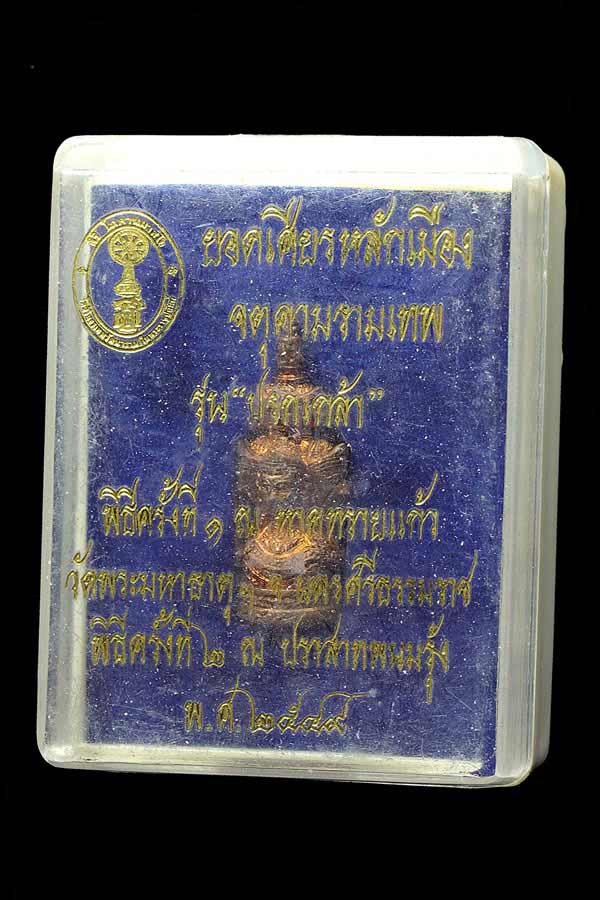 ยอดเศียรหลักเมือง
จตุคามรามเทพ
รุ่น “ปรกเกล้า”
พิธีครั้งที่ ๑ ณ หาดทรายแก้ว
วัดพระมหาธาตุ ฯ จ.นครศรีธรรมราช
พิธีครั้งที่ ๒ ณ ปราสาทพนมรุ้ง
พ.ศ.๒๕๔๙